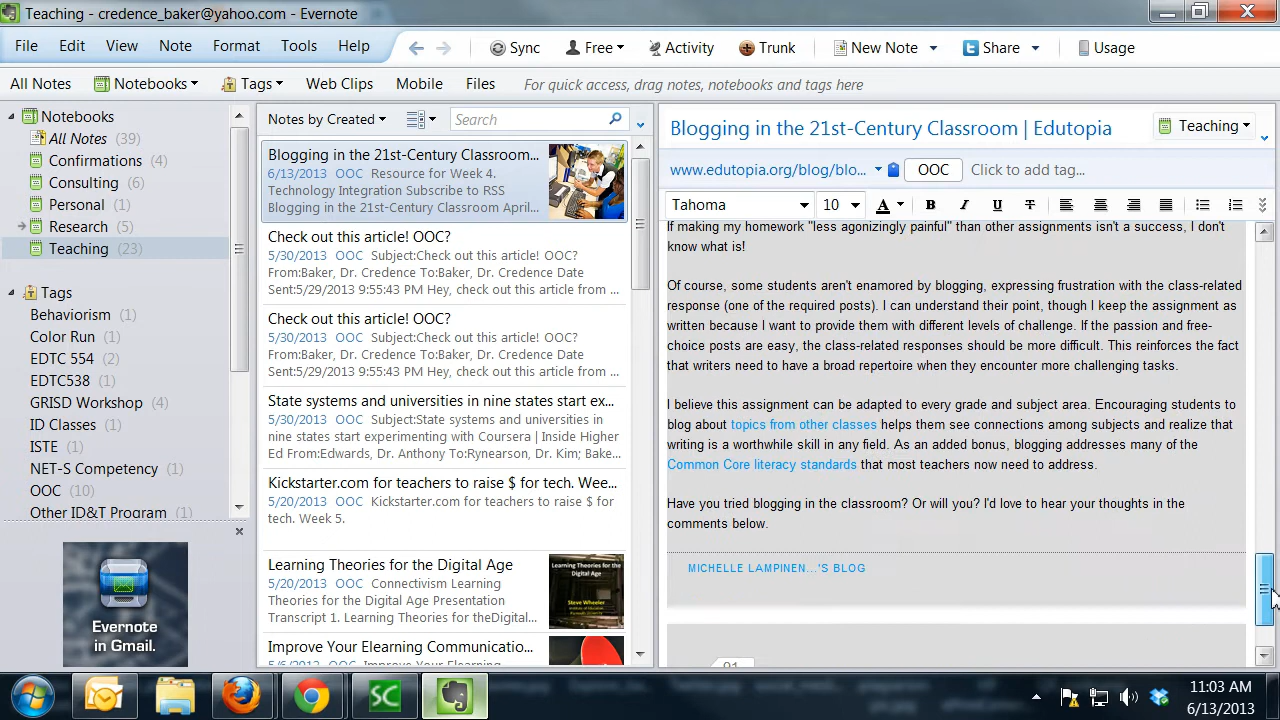 Teaching - credence_baker@yahoo.com - Evernote
File Edit View Note Format Tools Help
Sync Free Activity Trunk New Note Share Usage
All Notes Notebooks Tags Web Clips Mobile Files For quick access, drag notes, notebooks and tags here
Notebooks
All Notes (39)
Confirmations (4)
Consulting (6)
Personal (1)
Research (5)
Teaching (23)
Tags
Behaviorism (1)
Color Run (1)
EDTC 554 (2)
EDTC538 (1)
GRISD Workshop (4)
ID Classes (1)
ISTE (1)
NET-S Competency (1)
OOC (10)
Other ID&T Program (1)
Evernote
in Gmail.
Notes by Created Search
Blogging in the 21st-Century Classroom...
6/13/2013 OOC Resource for Week 4.
Technology Integration Subscribe to RSS
Blogging in the 21st-Century Classroom April...
Check out this article! OOC?
5/30/2013 OOC Subject:Check out this article! OOC?
From:Baker, Dr. Credence To:Baker, Dr. Credence Date
Sent:5/29/2013 9:55:43 PM Hey, check out this article from ...
Check out this article! OOC?
5/30/2013 OOC Subject:Check out this article! OOC?
From:Baker, Dr. Credence To:Baker, Dr. Credence Date
Sent:5/29/2013 9:55:43 PM Hey, check out this article from ...
State systems and universities in nine states start ex...
5/30/2013 OOC Subject:State systems and universities in
nine states start experimenting with Coursera | Inside Higher
Ed From:Edwards, Dr. Anthony To:Rynearson, Dr. Kim; Bake...
Kickstarter.com for teachers to raise $ for tech. Wee...
5/20/2013 OOC Kickstarter.com for teachers to raise $ for
tech. Week 5.
Learning Theories for the Digital Age
5/20/2013 OOC Connectivism Learning
Theories for the Digital Age Presentation
Transcript 1. Learning Theories for theDigital...
Learning Theories for the
Digital Age
Steve Wheeler
Improve Your Elearning Communicatio...
5/6/2013 OOC Improve Your Elearning
Blogging in the 21st-Century Classroom | Edutopia Teaching
www.edutopia.org/blog/blo... OOC Click to add tag...
Tahoma 10 A B I U T
If making my homework "less agonizingly painful" than other assignments isn't a success, I don't
know what is!
Of course, some students aren't enamored by blogging, expressing frustration with the class-related
response (one of the required posts). I can understand their point, though I keep the assignment as
written because I want to provide them with different levels of challenge. If the passion and free-
choice posts are easy, the class-related responses should be more difficult. This reinforces the fact
that writers need to have a broad repertoire when they encounter more challenging tasks.
I believe this assignment can be adapted to every grade and subject area. Encouraging students to
blog about topics from other classes helps them see connections among subjects and realize that
writing is a worthwhile skill in any field. As an added bonus, blogging addresses many of the
Common Core literacy standards that most teachers now need to address.
Have you tried blogging in the classroom? Or will you? I'd love to hear your thoughts in the
comments below.
MICHELLE LAMPINEN...'S BLOG
91
SC
11:03 AM
6/13/2013